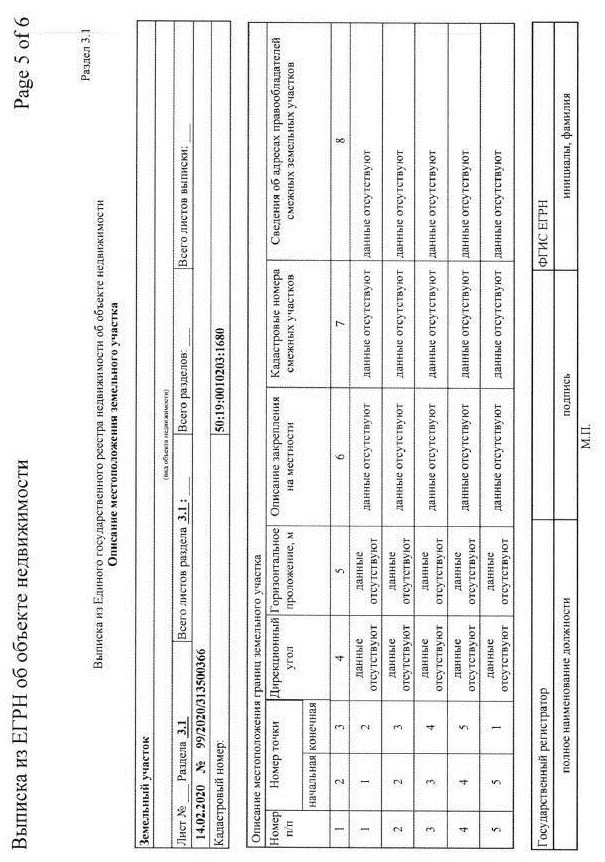 Выписка из ЕГРН об объекте недвижимости Page 5 of 6
Раздел 3.1
Выписка из Единого государственного реестра недвижимости об объекте недвижимости
Описание местоположения земельного участка
Земельный участок
(вид объекта недвижимости)
Лист № ___ Раздела 3.1 Всего листов раздела 3.1 : ___ Всего разделов: ___ Всего листов выписки: ___
14.02.2020 № 99/2020/313500366
Кадастровый номер: 50:19:0010203:1680
Описание местоположения границ земельного участка
Номер п/п Номер точки Дирекционный угол Горизонтальное проложение, м Описание закрепления на местности Кадастровые номера смежных участков Сведения об адресах правообладателей смежных земельных участков
начальная конечная
1 2 3 4 5 6 7 8
1 1 2 данные отсутствуют данные отсутствуют данные отсутствуют данные отсутствуют данные отсутствуют
2 2 3 данные отсутствуют данные отсутствуют данные отсутствуют данные отсутствуют данные отсутствуют
3 3 4 данные отсутствуют данные отсутствуют данные отсутствуют данные отсутствуют данные отсутствуют
4 4 5 данные отсутствуют данные отсутствуют данные отсутствуют данные отсутствуют данные отсутствуют
5 5 1 данные отсутствуют данные отсутствуют данные отсутствуют данные отсутствуют данные отсутствуют
Государственный регистратор ФГИС ЕГРН
полное наименование должности подпись инициалы, фамилия
М.П.